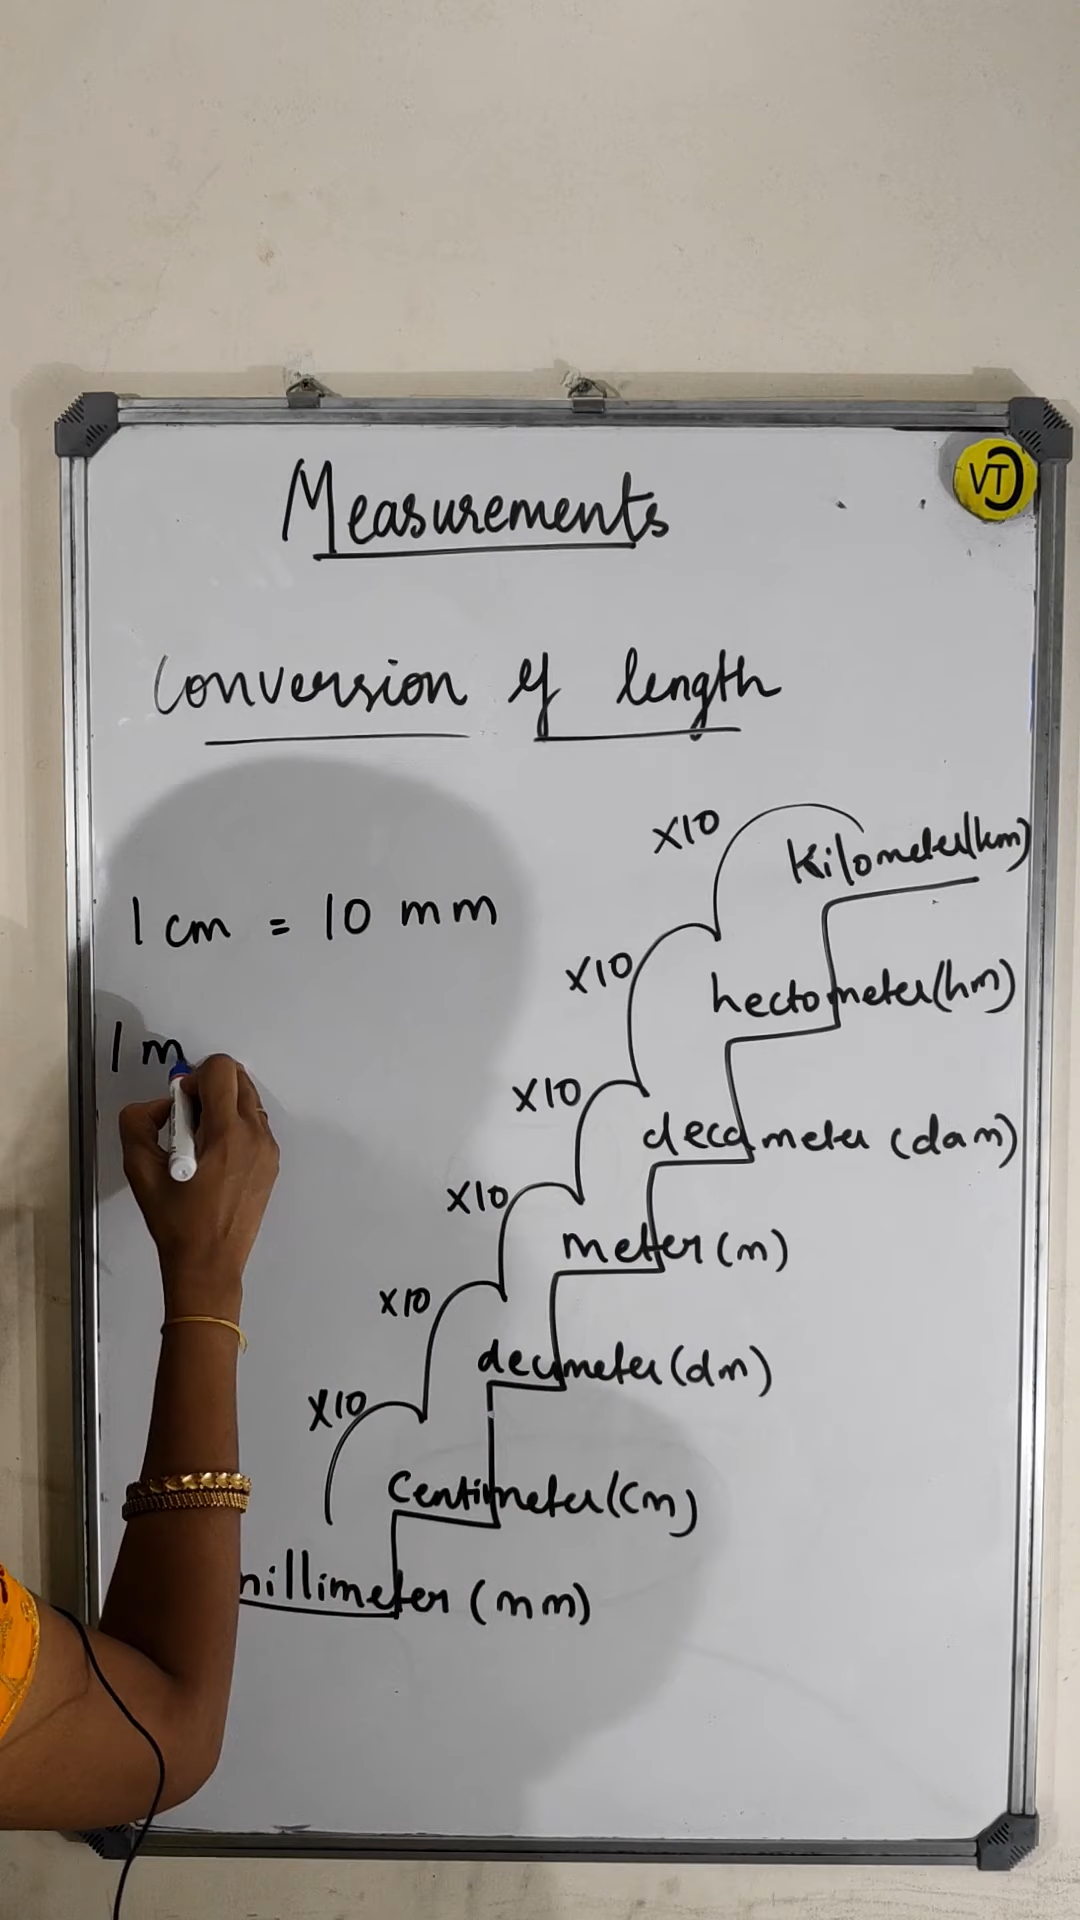 Measurements
VT
Conversion of length
X10
Kilometer(km)
1 cm = 10 mm
X10
hectometer(hm)
1 m
X10
decameter (dam)
X10
meter (m)
X10
decimeter (dm)
X10
Centimeter(cm)
millimeter (mm)